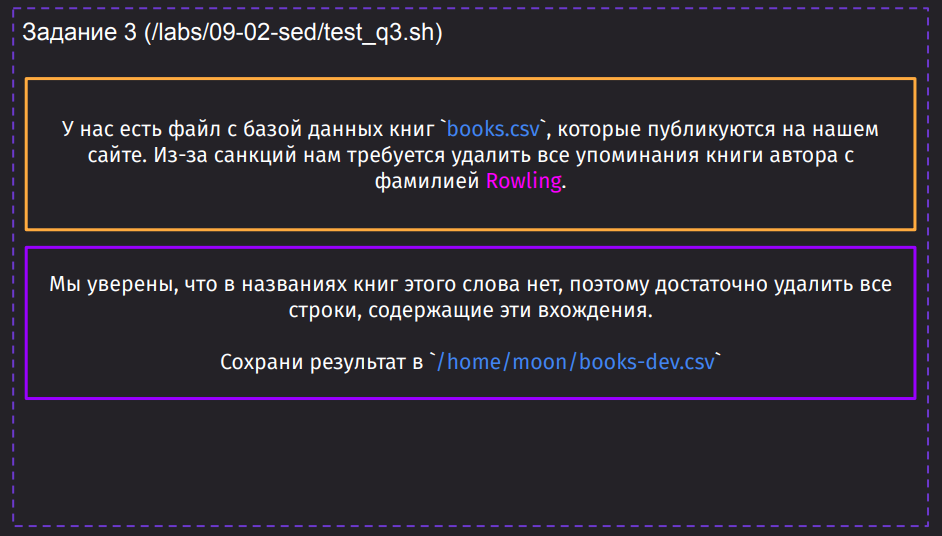 Задание 3 (/labs/09-02-sed/test_q3.sh)
У нас есть файл с базой данных книг `books.csv`, которые публикуются на нашем
сайте. Из-за санкций нам требуется удалить все упоминания книги автора с
фамилией Rowling.
Мы уверены, что в названиях книг этого слова нет, поэтому достаточно удалить все
строки, содержащие эти вхождения.
Сохрани результат в `/home/moon/books-dev.csv`